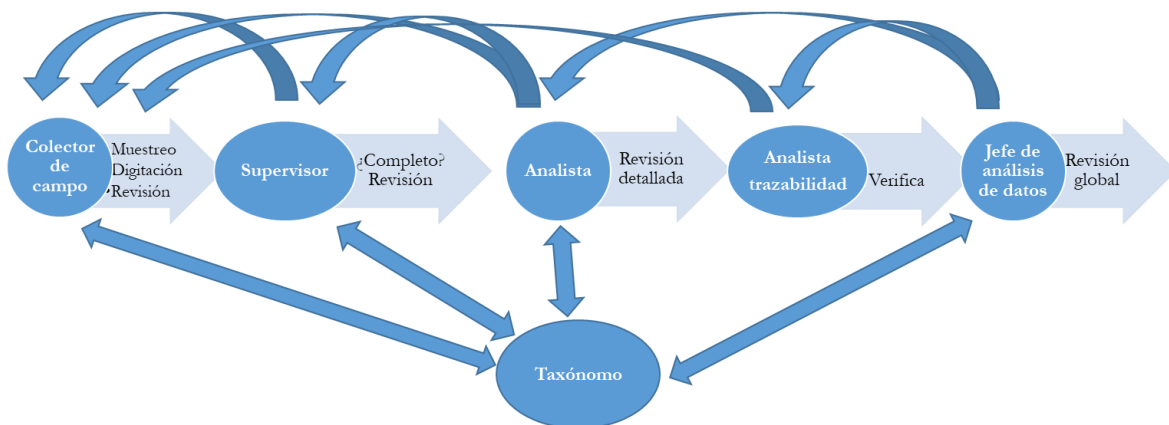 Colector
de
campo
Muestreo
Digitación
•Revisión
Supervisor
¿Completo?
Revisión
Analista
Revisión
detallada
Analista
trazabilidad
Verifica
Jefe de
análisis
de datos
Revisión
global
Taxónomo